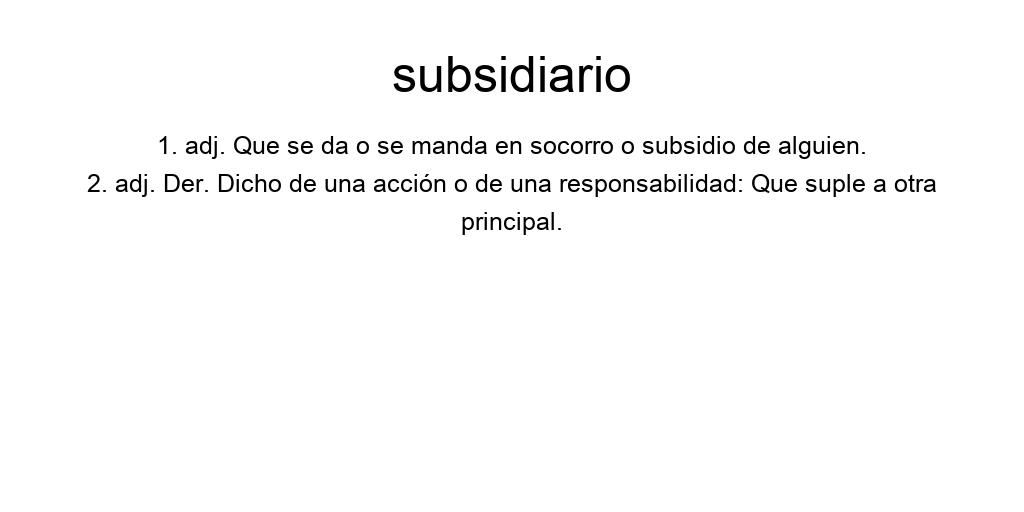 subsidiario
1. adj. Que se da o se manda en socorro o subsidio de alguien.
2. adj. Der. Dicho de una acción o de una responsabilidad: Que suple a otra
principal.